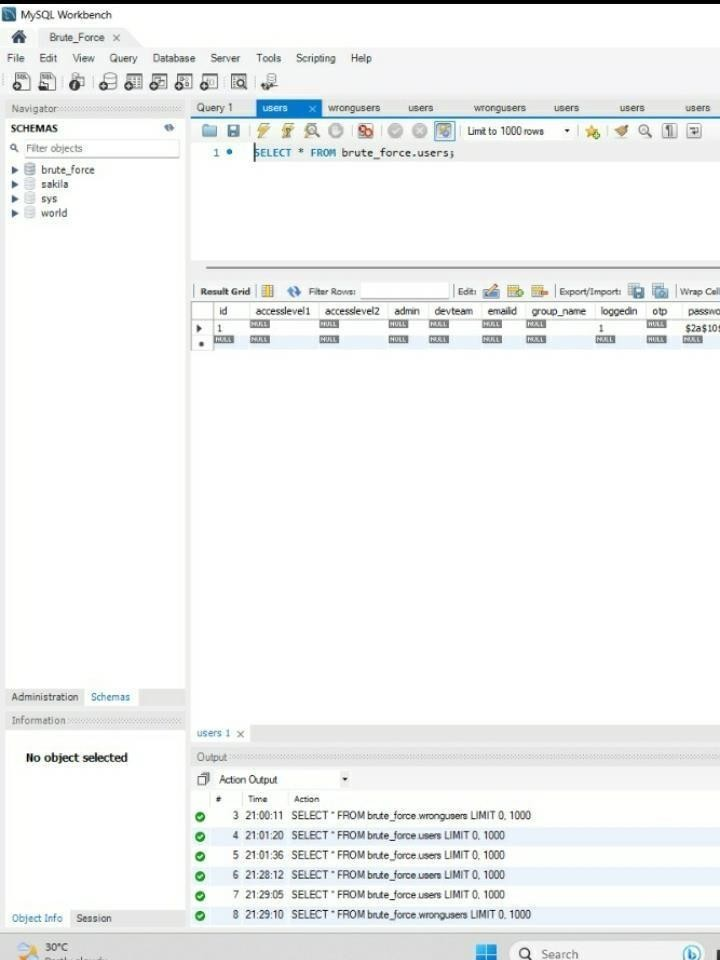 MySQL Workbench
Brute_Force ×
File Edit View Query Database Server Tools Scripting Help
Navigator
Query 1 users × wrongusers users wrongusers users users users
SCHEMAS
Limit to 1000 rows
Filter objects
1 SELECT * FROM brute_force.users;
brute_force
sakila
sys
world
Result Grid Filter Rows: Edit: Export/Import: Wrap Cell
id accesslevel1 accesslevel2 admin devteam emailid group_name loggedin otp passwo
1 NULL NULL NULL NULL NULL NULL 1 NULL $2a$10$
NULL NULL NULL NULL NULL NULL NULL NULL NULL NULL
Administration Schemas
Information
No object selected
users 1 ×
Output
Action Output
# Time Action
3 21:00:11 SELECT * FROM brute_force.wrongusers LIMIT 0, 1000
4 21:01:20 SELECT * FROM brute_force.users LIMIT 0, 1000
5 21:01:36 SELECT * FROM brute_force.users LIMIT 0, 1000
6 21:28:12 SELECT * FROM brute_force.users LIMIT 0, 1000
7 21:29:05 SELECT * FROM brute_force.users LIMIT 0, 1000
8 21:29:10 SELECT * FROM brute_force.wrongusers LIMIT 0, 1000
Object Info Session
30°C
Partly cloudy
Search